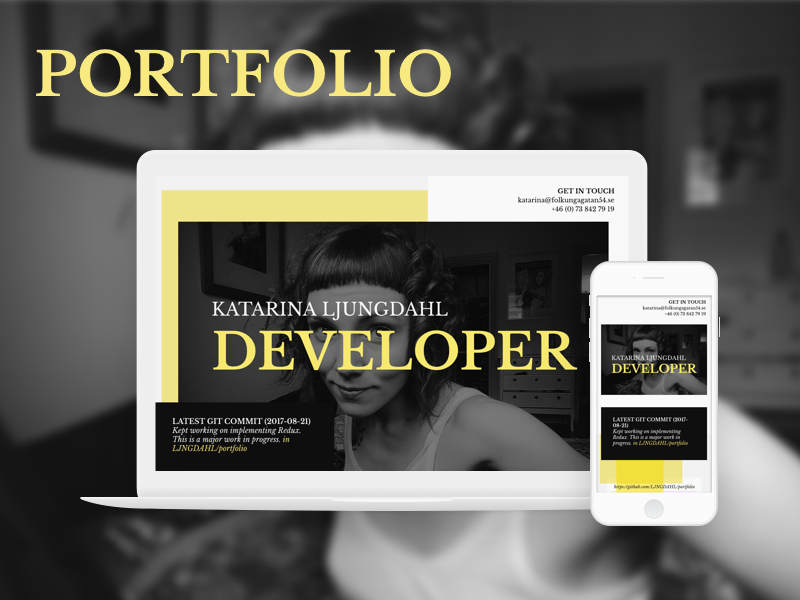 PORTFOLIO
GET IN TOUCH
katarina@folkungagatan54.se
+46 (0) 73 842 79 19
KATARINA LJUNGDAHL
DEVELOPER
LATEST GIT COMMIT (2017-08-21)
Kept working on implementing Redux.
This is a major work in progress. in
LJNGDAHL/portfolio
GET IN TOUCH
katarina@folkungagatan54.se
+46 (0) 73 842 79 19
KATARINA LJUNGDAHL
DEVELOPER
LATEST GIT COMMIT (2017-
08-21)
Kept working on implementing
Redux. This is a major work in
progress. in LJNGDAHL/portfolio
https://github.com/LJNGDAHL/portfolio